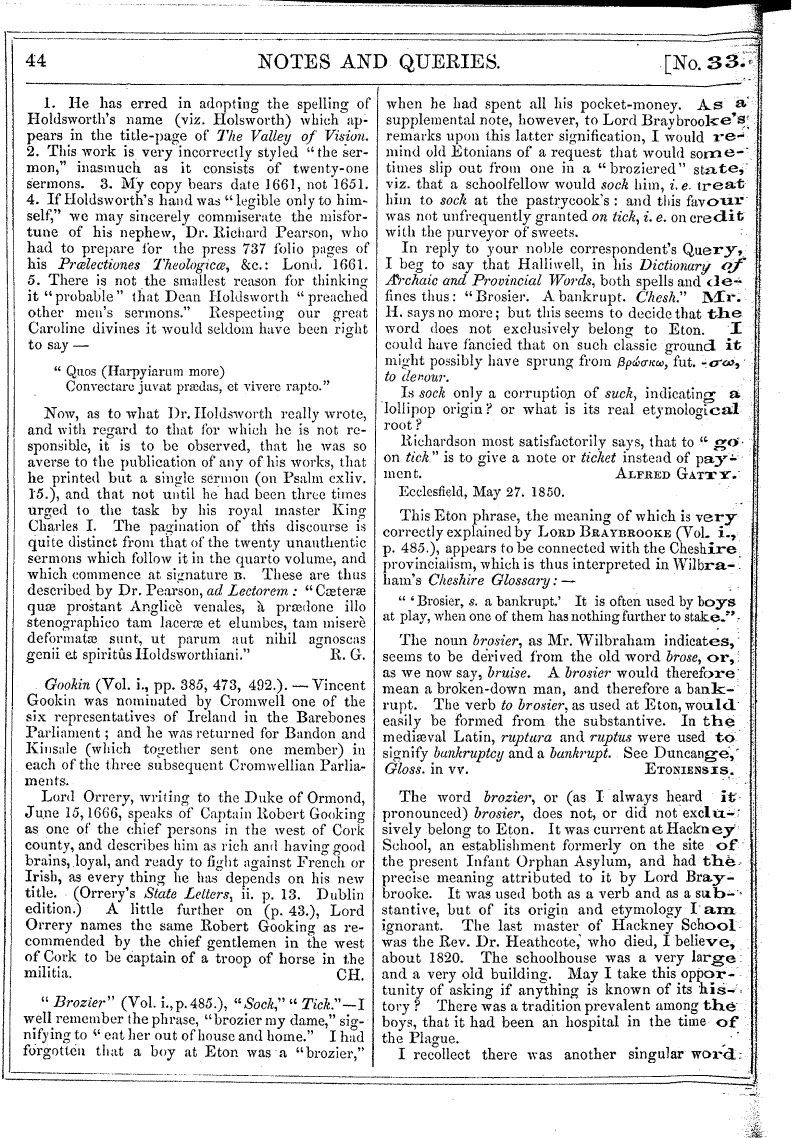 44
NOTES AND QUERIES.
[No. 33.
1. He has erred in adopting the spelling of
Holdsworth's name (viz. Holsworth) which ap-
pears in the title-page of The Valley of Vision.
2. This work is very incorrectly styled "the ser-
mon," inasmuch as it consists of twenty-one
sermons. 3. My copy bears date 1661, not 1651.
4. If Holdsworth's hand was "legible only to him-
self," we may sincerely commiserate the misfor-
tune of his nephew, Dr. Richard Pearson, who
had to prepare for the press 737 folio pages of
his Prælectiones Theologicæ, &c.: Lond. 1661.
5. There is not the smallest reason for thinking
it "probable" that Dean Holdsworth "preached
other men's sermons." Respecting our great
Caroline divines it would seldom have been right
to say —
" Quos (Harpyiarum more)
Convectare juvat prædas, et vivere rapto."
Now, as to what Dr. Holdsworth really wrote,
and with regard to that for which he is not re-
sponsible, it is to be observed, that he was so
averse to the publication of any of his works, that
he printed but a single sermon (on Psalm cxliv.
15.), and that not until he had been three times
urged to the task by his royal master King
Charles I. The pagination of this discourse is
quite distinct from that of the twenty unauthentic
sermons which follow it in the quarto volume, and
which commence at signature B. These are thus
described by Dr. Pearson, ad Lectorem : " Cæteræ
quæ prostant Anglicè venales, à prædone illo
stenographico tam laceræ et elumbes, tam miserè
deformatæ sunt, ut parum aut nihil agnoscas
genii et spiritûs Holdsworthiani." R. G.
Gookin (Vol. i., pp. 385, 473, 492.). — Vincent
Gookin was nominated by Cromwell one of the
six representatives of Ireland in the Barebones
Parliament ; and he was returned for Bandon and
Kinsale (which together sent one member) in
each of the three subsequent Cromwellian Parlia-
ments.
Lord Orrery, writing to the Duke of Ormond,
June 15, 1666, speaks of Captain Robert Gooking
as one of the chief persons in the west of Cork
county, and describes him as rich and having good
brains, loyal, and ready to fight against French or
Irish, as every thing he has depends on his new
title. (Orrery's State Letters, ii. p. 13. Dublin
edition.) A little further on (p. 43.), Lord
Orrery names the same Robert Gooking as re-
commended by the chief gentlemen in the west
of Cork to be captain of a troop of horse in the
militia. CH.
" Brozier" (Vol. i., p. 485.), "Sock," " Tick."—I
well remember the phrase, "brozier my dame," sig-
nifying to " eat her out of house and home." I had
forgotten that a boy at Eton was a "brozier,"
when he had spent all his pocket-money. As a
supplemental note, however, to Lord Braybrooke's
remarks upon this latter signification, I would re-
mind old Etonians of a request that would some-
times slip out from one in a "broziered" state,
viz. that a schoolfellow would sock him, i. e. treat
him to sock at the pastrycook's : and this favour
was not unfrequently granted on tick, i. e. on credit
with the purveyor of sweets.
In reply to your noble correspondent's Query,
I beg to say that Halliwell, in his Dictionary of
Archaic and Provincial Words, both spells and de-
fines thus: "Brosier. A bankrupt. Chesh." Mr.
H. says no more; but this seems to decide that the
word does not exclusively belong to Eton. I
could have fancied that on such classic ground it
might possibly have sprung from βρώσκω, fut. -σω,
to devour.
Is sock only a corruption of suck, indicating a
lollipop origin? or what is its real etymological
root?
Richardson most satisfactorily says, that to " go
on tick" is to give a note or ticket instead of pay-
ment. ALFRED GATTY.
Ecclesfield, May 27. 1850.
This Eton phrase, the meaning of which is very
correctly explained by LORD BRAYBROOKE (Vol. i.,
p. 485.), appears to be connected with the Cheshire
provincialism, which is thus interpreted in Wilbra-
ham's Cheshire Glossary : —
" 'Brosier, s. a bankrupt.' It is often used by boys
at play, when one of them has nothing further to stake."
The noun brosier, as Mr. Wilbraham indicates,
seems to be derived from the old word brose, or,
as we now say, bruise. A brosier would therefore
mean a broken-down man, and therefore a bank-
rupt. The verb to brosier, as used at Eton, would
easily be formed from the substantive. In the
mediæval Latin, ruptura and ruptus were used to
signify bankruptcy and a bankrupt. See Duncange,
Gloss. in vv. ETONIENSIS.
The word brozier, or (as I always heard it
pronounced) brosier, does not, or did not exclu-
sively belong to Eton. It was current at Hackney
School, an establishment formerly on the site of
the present Infant Orphan Asylum, and had the
precise meaning attributed to it by Lord Bray-
brooke. It was used both as a verb and as a sub-
stantive, but of its origin and etymology I am
ignorant. The last master of Hackney School
was the Rev. Dr. Heathcote, who died, I believe,
about 1820. The schoolhouse was a very large
and a very old building. May I take this oppor-
tunity of asking if anything is known of its his-
tory ? There was a tradition prevalent among the
boys, that it had been an hospital in the time of
the Plague.
I recollect there was another singular word